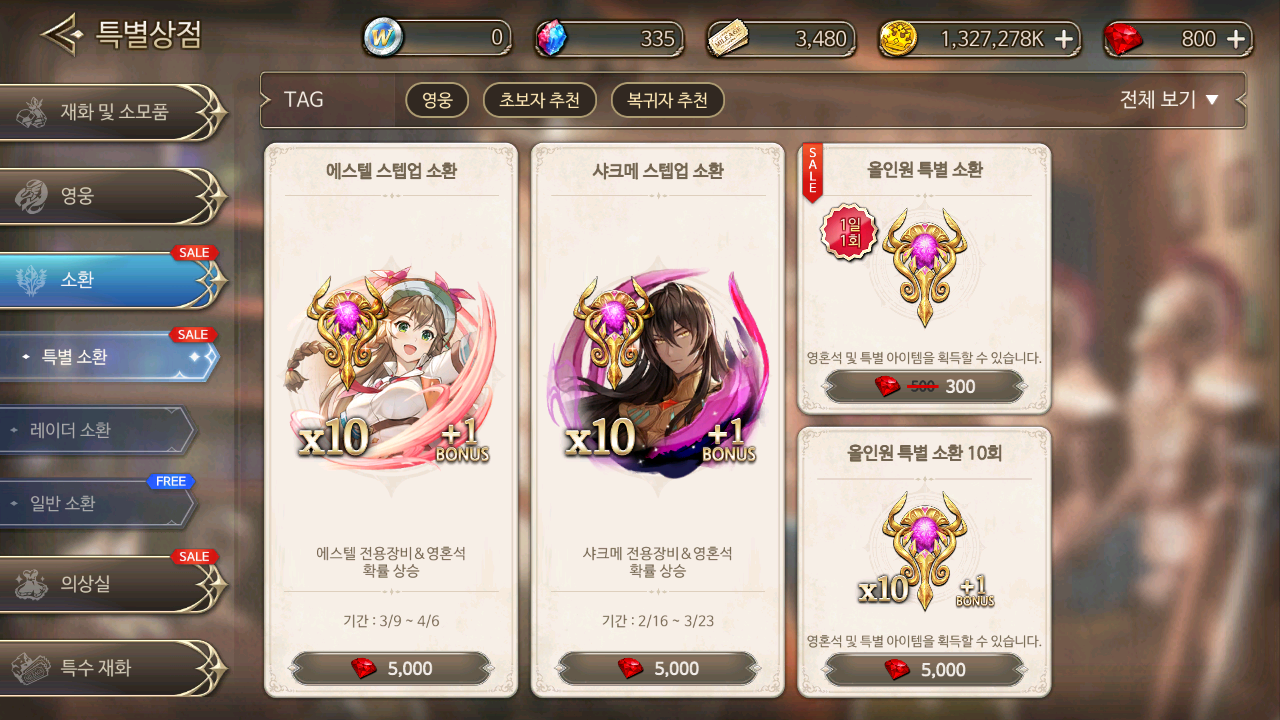 특별상점
W
0
335
MILEAGE
3,480
1,327,278K
800
재화 및 소모품
영웅
SALE
소환
SALE
특별 소환
레이더 소환
FREE
일반 소환
SALE
의상실
특수 재화
TAG
영웅
초보자 추천
복귀자 추천
전체 보기 ▼
에스텔 스텝업 소환
x10
+1
BONUS
에스텔 전용장비&영혼석
확률 상승
기간 : 3/9 ~ 4/6
5,000
샤크메 스텝업 소환
x10
+1
BONUS
샤크메 전용장비&영혼석
확률 상승
기간 : 2/16 ~ 3/23
5,000
SALE
올인원 특별 소환
1일
1회
영혼석 및 특별 아이템을 획득할 수 있습니다.
500 300
올인원 특별 소환 10회
x10
+1
BONUS
영혼석 및 특별 아이템을 획득할 수 있습니다.
5,000